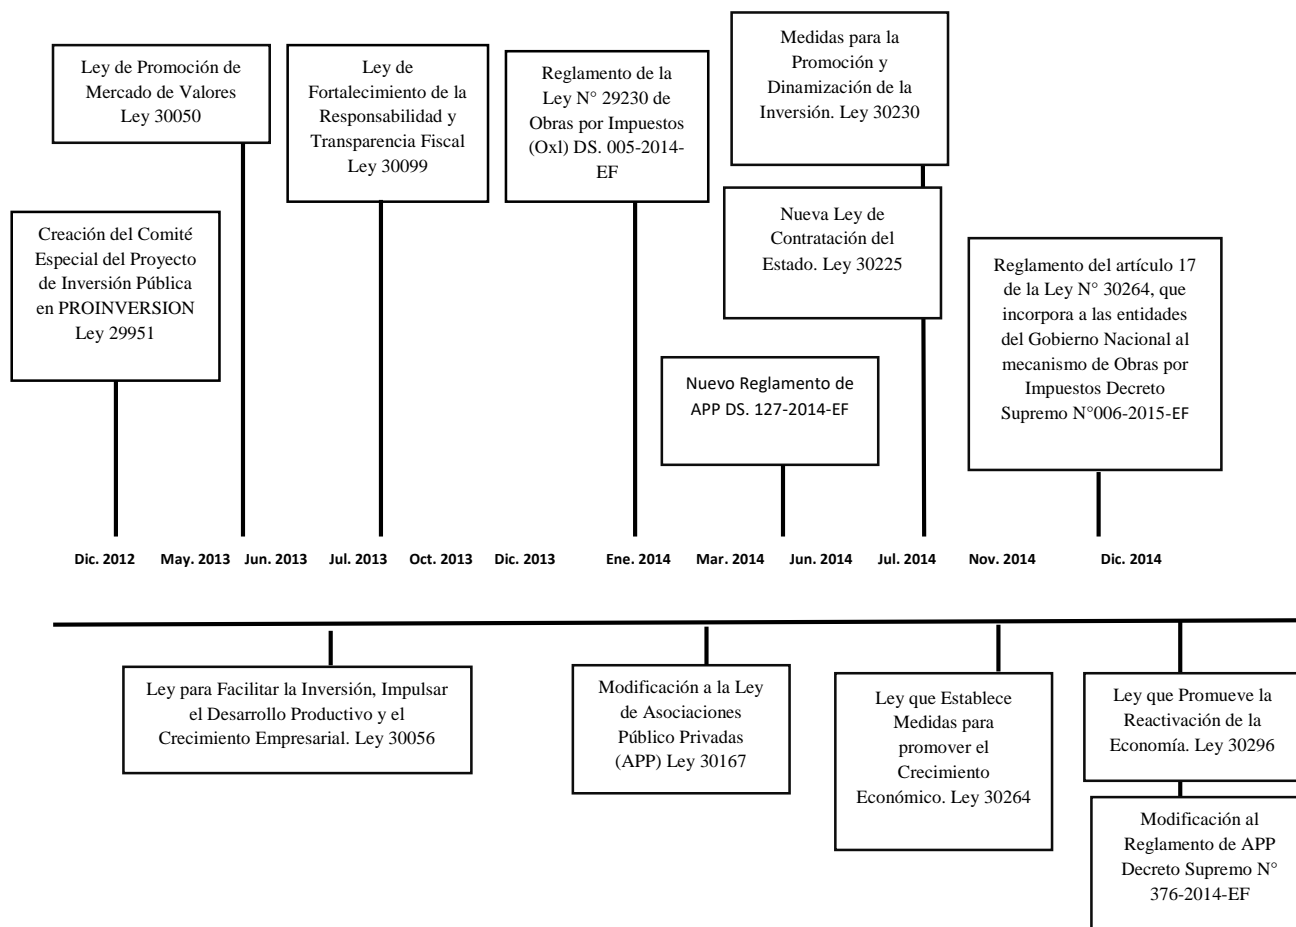 Ley de Promoción de
Mercado de Valores
Ley 30050
Ley de
Fortalecimiento de la
Responsabilidad y
Transparencia Fiscal
Ley 30099
Reglamento de la
Ley N° 29230 de
Obras por Impuestos
(Oxl) DS. 005-2014-
EF
Medidas para la
Promoción y
Dinamización de la
Inversión. Ley 30230
Creación del Comité
Especial del Proyecto
de Inversión Pública
en PROINVERSION
Ley 29951
Nueva Ley de
Contratación del
Estado. Ley 30225
Reglamento del artículo 17
de la Ley N° 30264, que
incorpora a las entidades
del Gobierno Nacional al
mecanismo de Obras por
Impuestos Decreto
Supremo N°006-2015-EF
Nuevo Reglamento de
APP DS. 127-2014-EF
Dic. 2012 May. 2013 Jun. 2013 Jul. 2013 Oct. 2013 Dic. 2013 Ene. 2014 Mar. 2014 Jun. 2014 Jul. 2014 Nov. 2014 Dic. 2014
Ley para Facilitar la Inversión, Impulsar
el Desarrollo Productivo y el
Crecimiento Empresarial. Ley 30056
Modificación a la Ley
de Asociaciones
Público Privadas
(APP) Ley 30167
Ley que Establece
Medidas para
promover el
Crecimiento
Económico. Ley 30264
Ley que Promueve la
Reactivación de la
Economía. Ley 30296
Modificación al
Reglamento de APP
Decreto Supremo N°
376-2014-EF